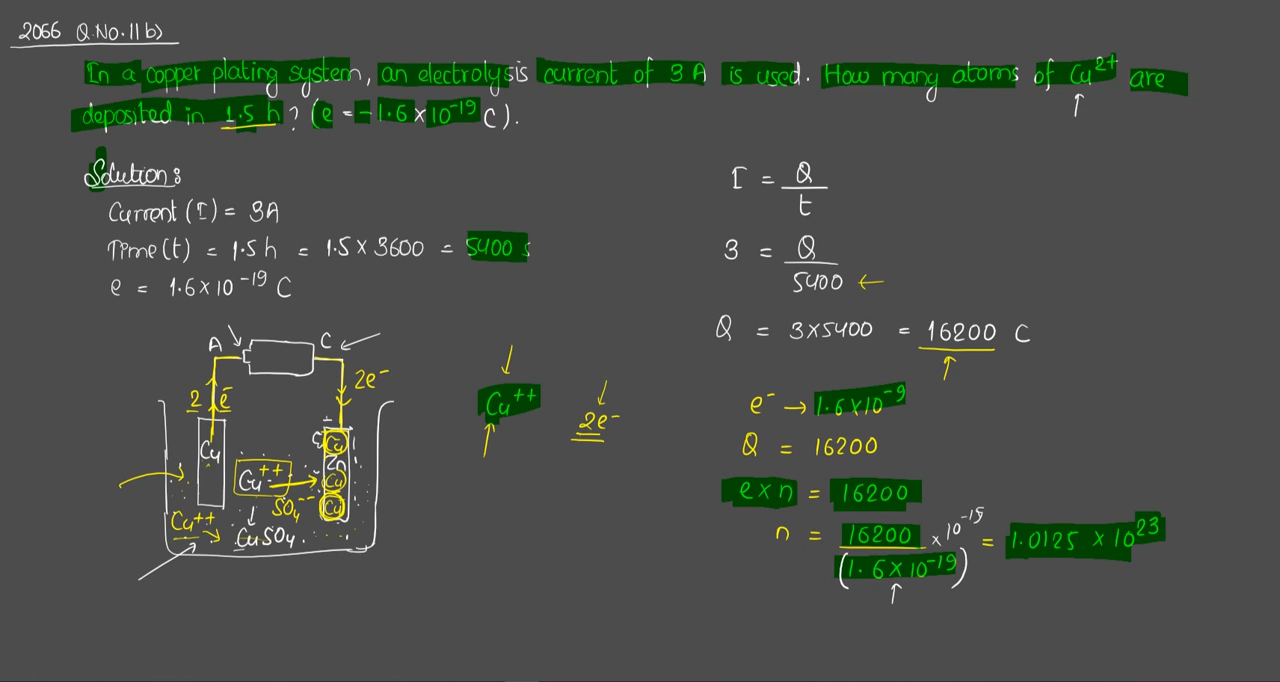 2066 Q.NO.11b)
In a copper plating system, an electrolysis current of 3 A is used. How many atoms of Cu²⁺ are
deposited in 1.5 h? (e = -1.6×10⁻¹⁹ C).
Solution:
Current (I) = 3A
Time (t) = 1.5 h = 1.5 × 3600 = 5400 s
e = 1.6×10⁻¹⁹ C
I = Q/t
3 = Q/5400 ←
Q = 3×5400 = 16200 C
A
C
2e⁻
2 e⁻
Cu
Cu⁺⁺
SO₄⁻⁻
Cu
Zn
Cu
Cu
Cu⁺⁺
CuSO₄
Cu⁺⁺
2e⁻
e⁻ → 1.6×10⁻⁹
Q = 16200
e×n = 16200
n = 16200/(1.6×10⁻¹⁹) ×10⁻¹⁵ = 1.0125 × 10²³